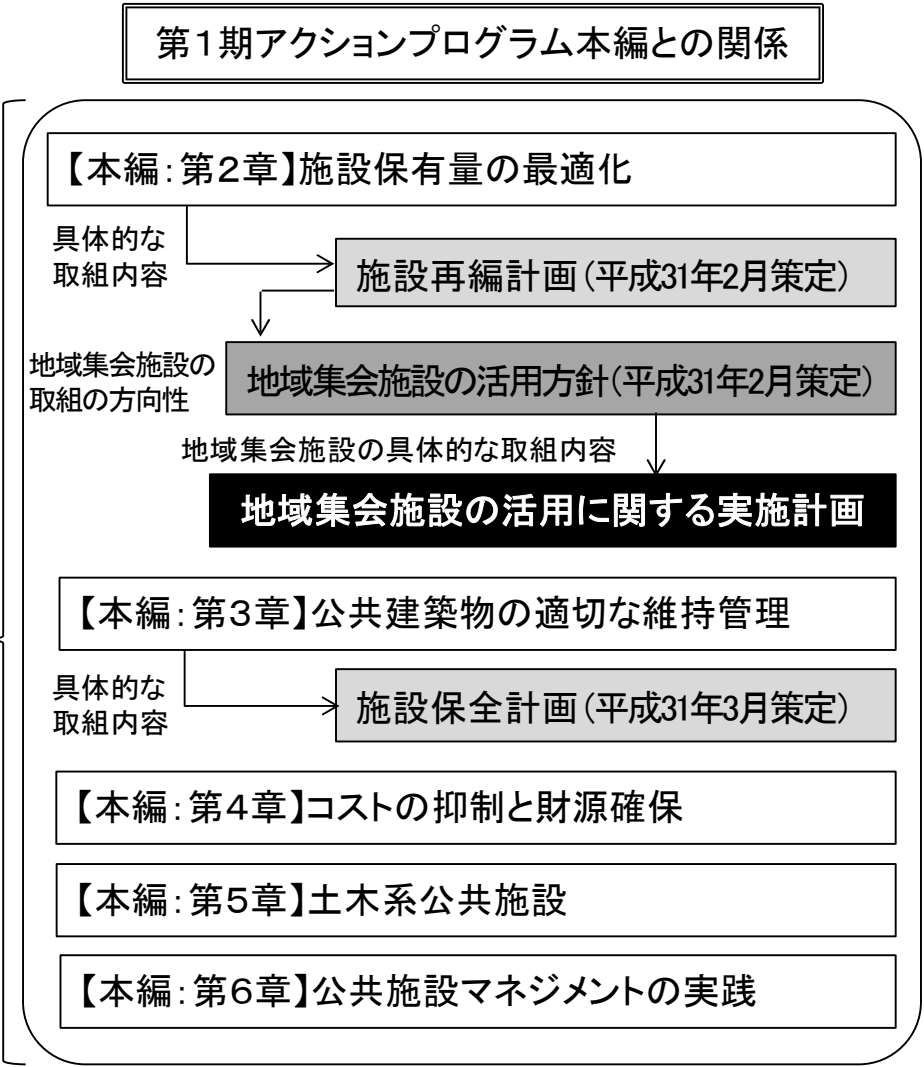 第1期アクションプログラム本編との関係
【本編：第２章】施設保有量の最適化
具体的な
取組内容
施設再編計画（平成31年2月策定）
地域集会施設の
取組の方向性
地域集会施設の活用方針（平成31年2月策定）
地域集会施設の具体的な取組内容
地域集会施設の活用に関する実施計画
【本編：第３章】公共建築物の適切な維持管理
具体的な
取組内容
施設保全計画（平成31年3月策定）
【本編：第４章】コストの抑制と財源確保
【本編：第５章】土木系公共施設
【本編：第６章】公共施設マネジメントの実践